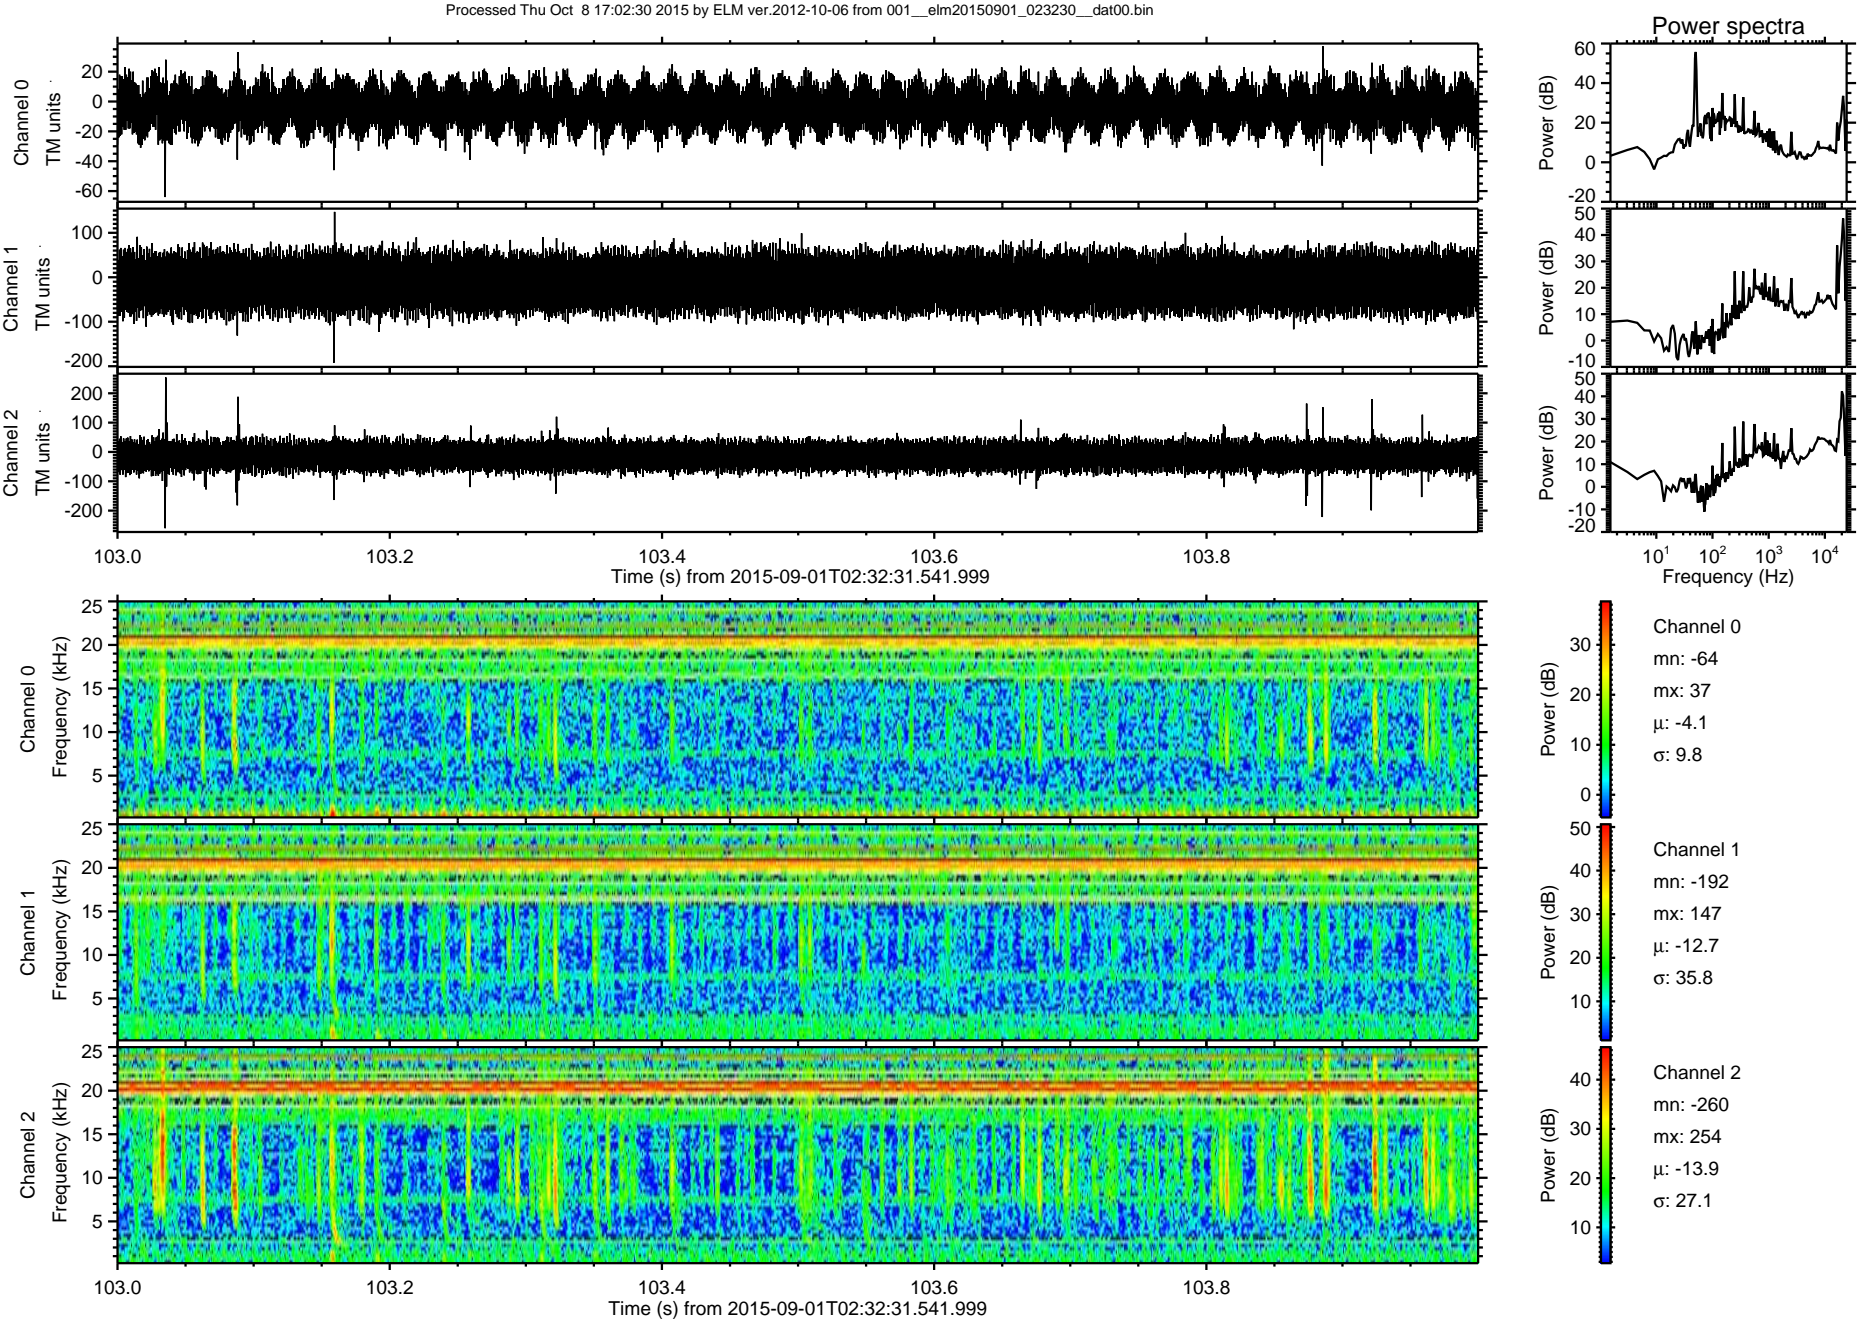 Processed Thu Oct  8 17:02:30 2015 by ELM ver.2012-10-06 from 001__elm20150901_023230__dat00.bin
Power spectra
Channel 0
TM units
20
0
-20
-40
-60
Power (dB)
60
40
20
0
-20
Channel 1
TM units
100
0
-100
-200
Power (dB)
50
40
30
20
10
0
-10
Channel 2
TM units
200
100
0
-100
-200
Power (dB)
50
40
30
20
10
0
-10
-20
103.0 103.2 103.4 103.6 103.8
Time (s) from 2015-09-01T02:32:31.541.999
10¹ 10² 10³ 10⁴
Frequency (Hz)
Channel 0
Frequency (kHz)
25
20
15
10
5
Power (dB)
30
20
10
0
Channel 0
mn: -64
mx: 37
μ: -4.1
σ: 9.8
Channel 1
Frequency (kHz)
25
20
15
10
5
Power (dB)
50
40
30
20
10
Channel 1
mn: -192
mx: 147
μ: -12.7
σ: 35.8
Channel 2
Frequency (kHz)
25
20
15
10
5
Power (dB)
40
30
20
10
Channel 2
mn: -260
mx: 254
μ: -13.9
σ: 27.1
103.0 103.2 103.4 103.6 103.8
Time (s) from 2015-09-01T02:32:31.541.999